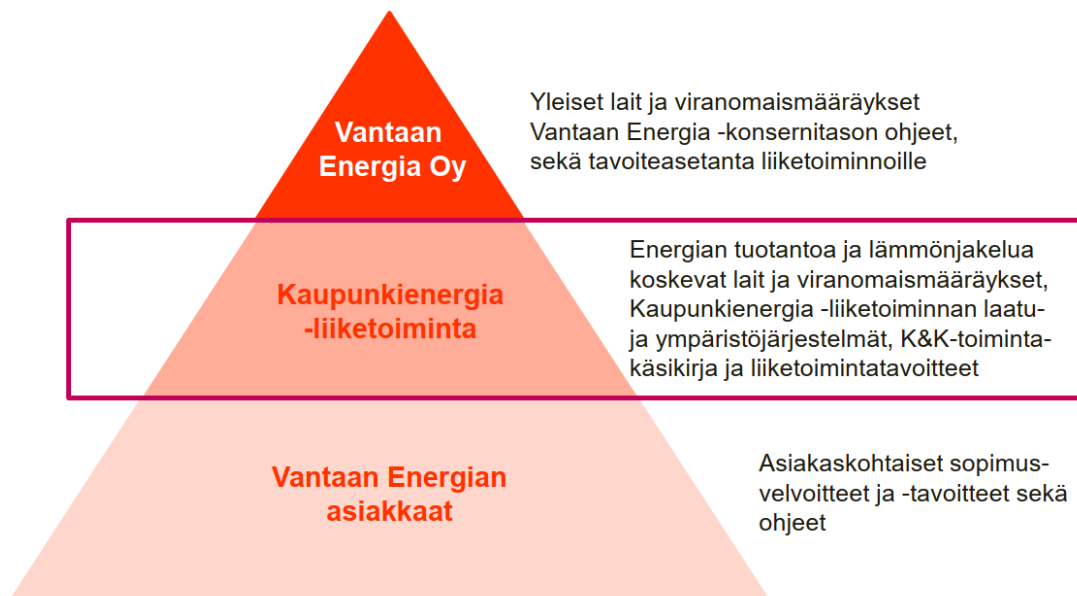 Vantaan
Energia Oy
Yleiset lait ja viranomaismääräykset
Vantaan Energia -konsernitason ohjeet,
sekä tavoiteasetanta liiketoiminnoille
Kaupunkienergia
-liiketoiminta
Energian tuotantoa ja lämmönjakelua
koskevat lait ja viranomaismääräykset,
Kaupunkienergia -liiketoiminnan laatu-
ja ympäristöjärjestelmät, K&K-toiminta-
käsikirja ja liiketoimintatavoitteet
Vantaan Energian
asiakkaat
Asiakaskohtaiset sopimus-
velvoitteet ja -tavoitteet sekä
ohjeet